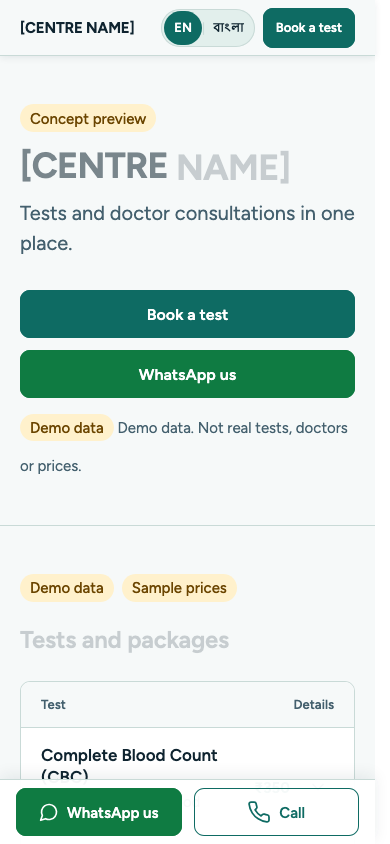 [CENTRE NAME]
EN
বাংলা
Book a test
Concept preview
[CENTRE NAME]
Tests and doctor consultations in one
place.
Book a test
WhatsApp us
Demo data Demo data. Not real tests, doctors
or prices.
Demo data
Sample prices
Tests and packages
Test
Details
Complete Blood Count
(CBC)
WhatsApp us
Call